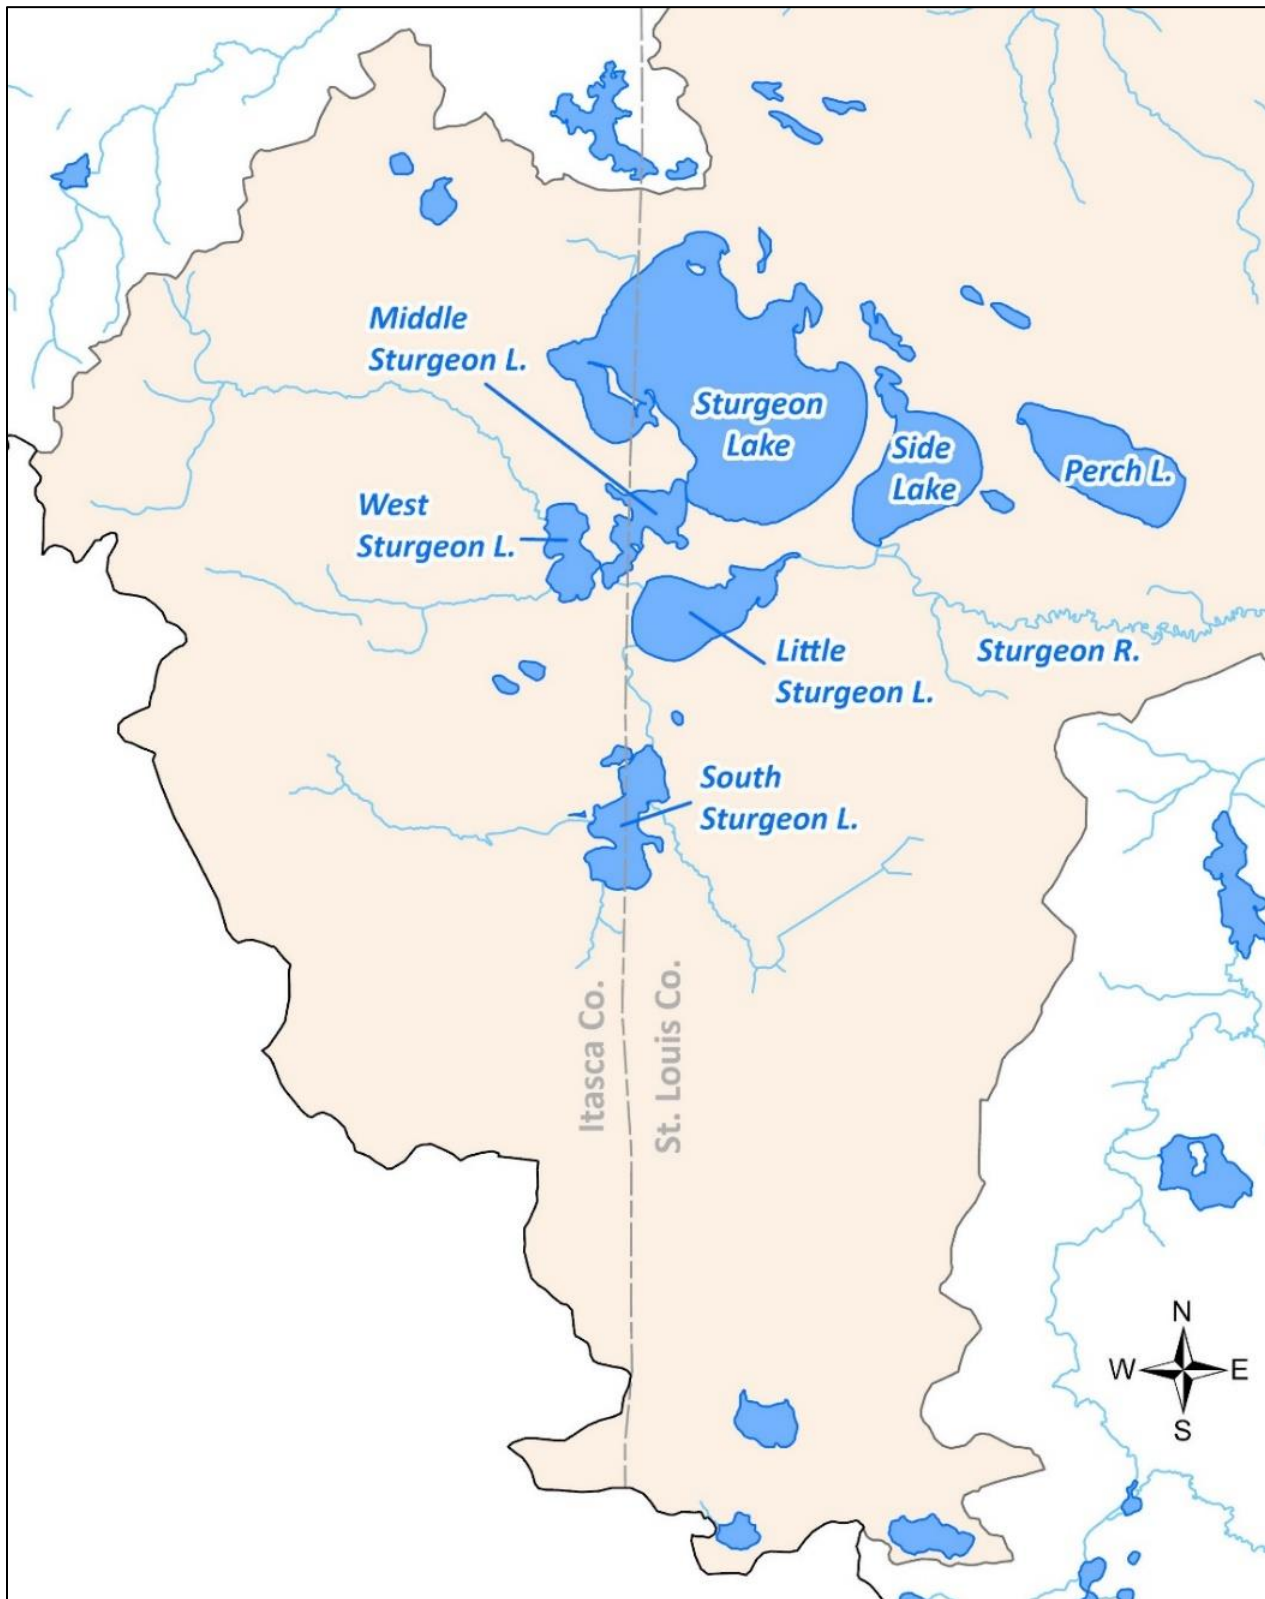 Middle
Sturgeon L.
Sturgeon
Lake
Side
Lake
Perch L.
West
Sturgeon L.
Little
Sturgeon L.
Sturgeon R.
South
Sturgeon L.
Itasca Co.
St. Louis Co.
N
W E
S